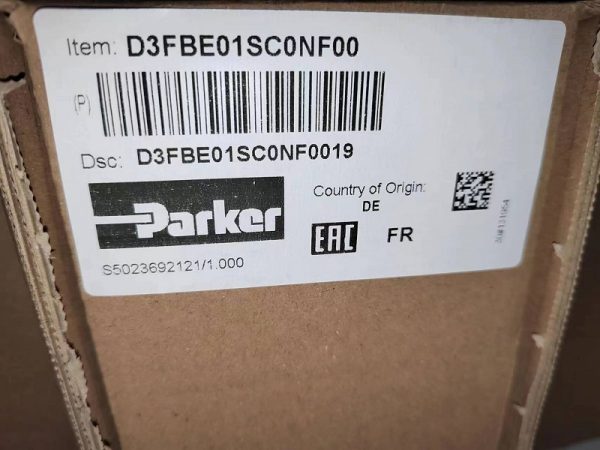 Item: D3FBE01SC0NF00
(P)
Dsc: D3FBE01SC0NF0019
Parker
Country of Origin:
DE
EAC
FR
S5023692121/1.000